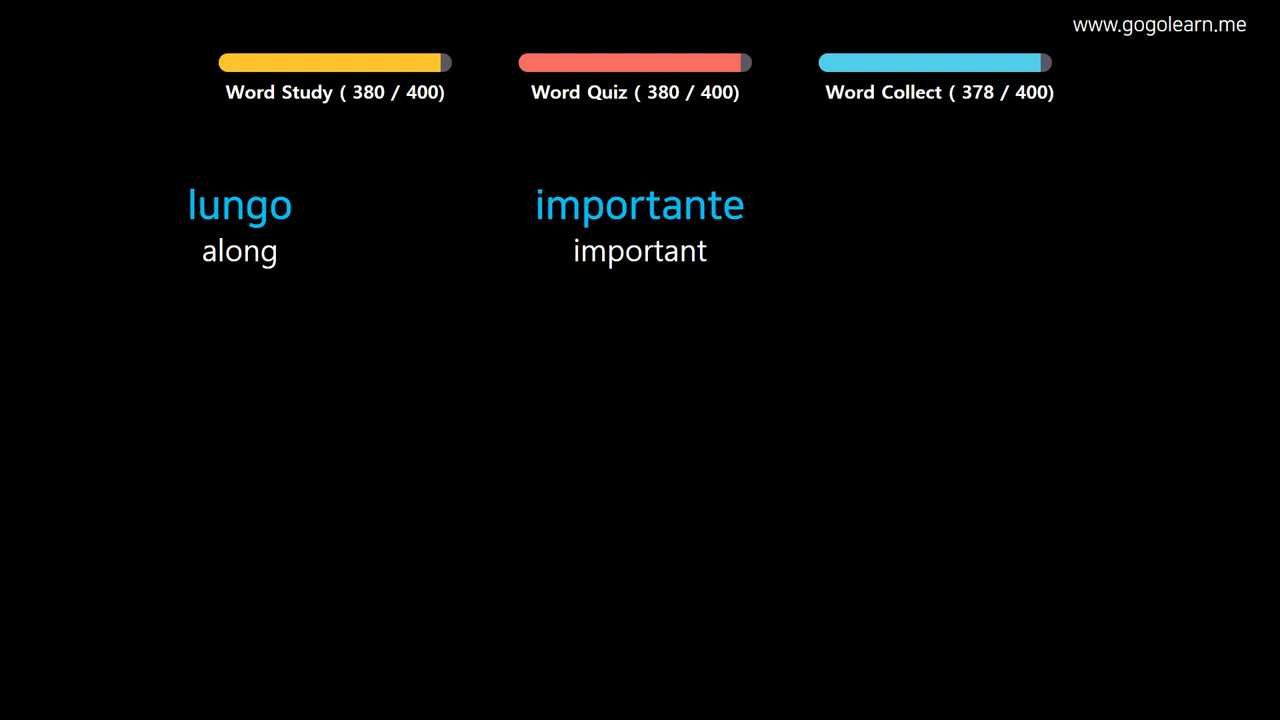 www.gogolearn.me
Word Study ( 380 / 400)
Word Quiz ( 380 / 400)
Word Collect ( 378 / 400)
lungo
along
importante
important